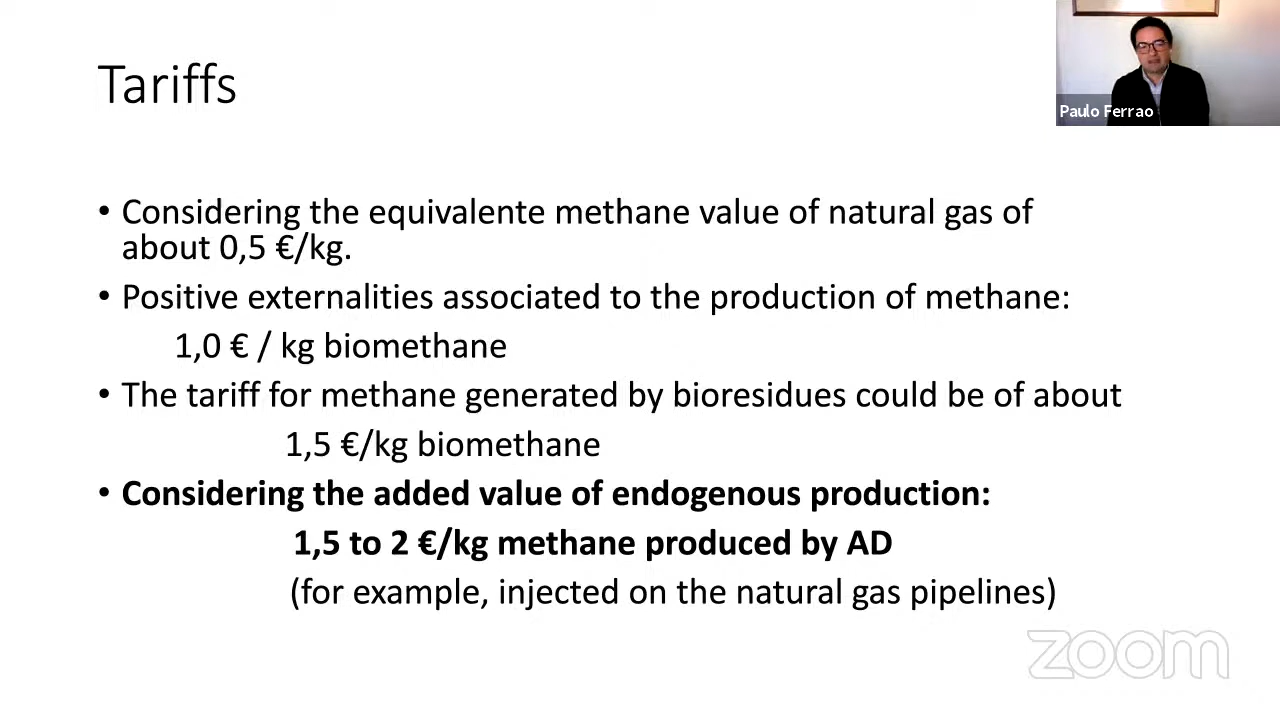 Tariffs
Paulo Ferrao
• Considering the equivalente methane value of natural gas of
about 0,5 €/kg.
• Positive externalities associated to the production of methane:
1,0 € / kg biomethane
• The tariff for methane generated by bioresidues could be of about
1,5 €/kg biomethane
• Considering the added value of endogenous production:
1,5 to 2 €/kg methane produced by AD
(for example, injected on the natural gas pipelines)
zoom